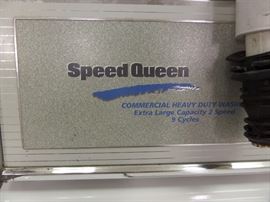 Speed Queen
COMMERCIAL HEAVY DUTY WASH
Extra Large Capacity 2 Speed
9 Cycles